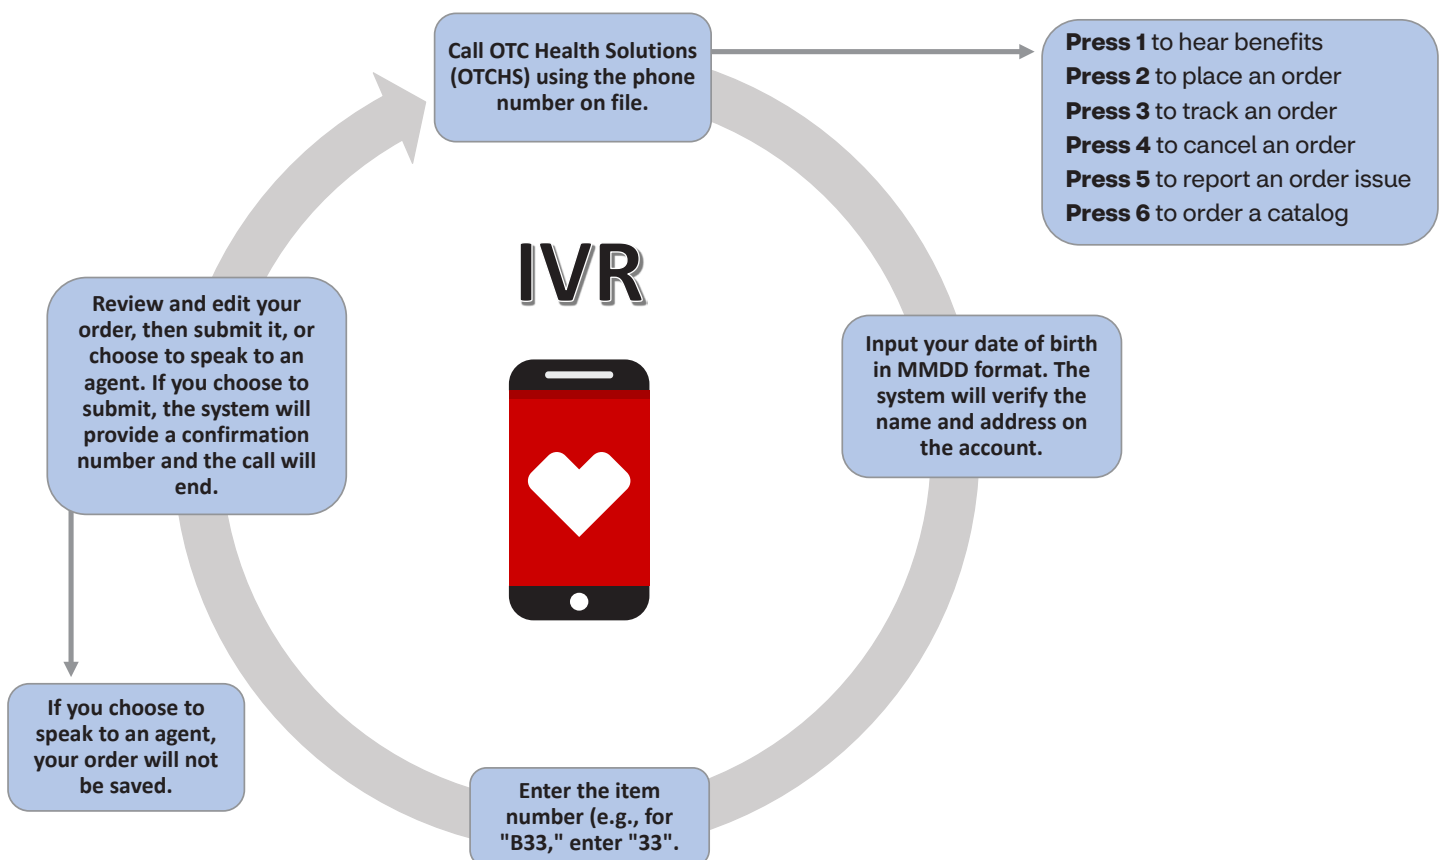 Call OTC Health Solutions
(OTCHS) using the phone
number on file.
Press 1 to hear benefits
Press 2 to place an order
Press 3 to track an order
Press 4 to cancel an order
Press 5 to report an order issue
Press 6 to order a catalog
IVR
Input your date of birth
in MMDD format. The
system will verify the
name and address on
the account.
Enter the item
number (e.g., for
"B33," enter "33".
Review and edit your
order, then submit it, or
choose to speak to an
agent. If you choose to
submit, the system will
provide a confirmation
number and the call will
end.
If you choose to
speak to an agent,
your order will not
be saved.